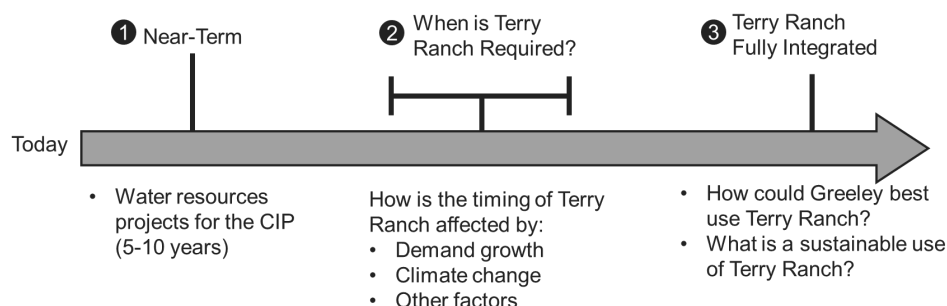 1 Near-Term
2 When is Terry
Ranch Required?
3 Terry Ranch
Fully Integrated
Today
• Water resources
projects for the CIP
(5-10 years)
How is the timing of Terry
Ranch affected by:
• Demand growth
• Climate change
• Other factors
• How could Greeley best
use Terry Ranch?
• What is a sustainable use
of Terry Ranch?